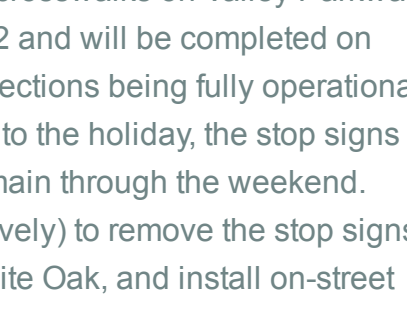 crosswalks on Valley Parkwa
2 and will be completed on
ections being fully operationa
to the holiday, the stop signs
main through the weekend.
vely) to remove the stop signs
ite Oak, and install on-street